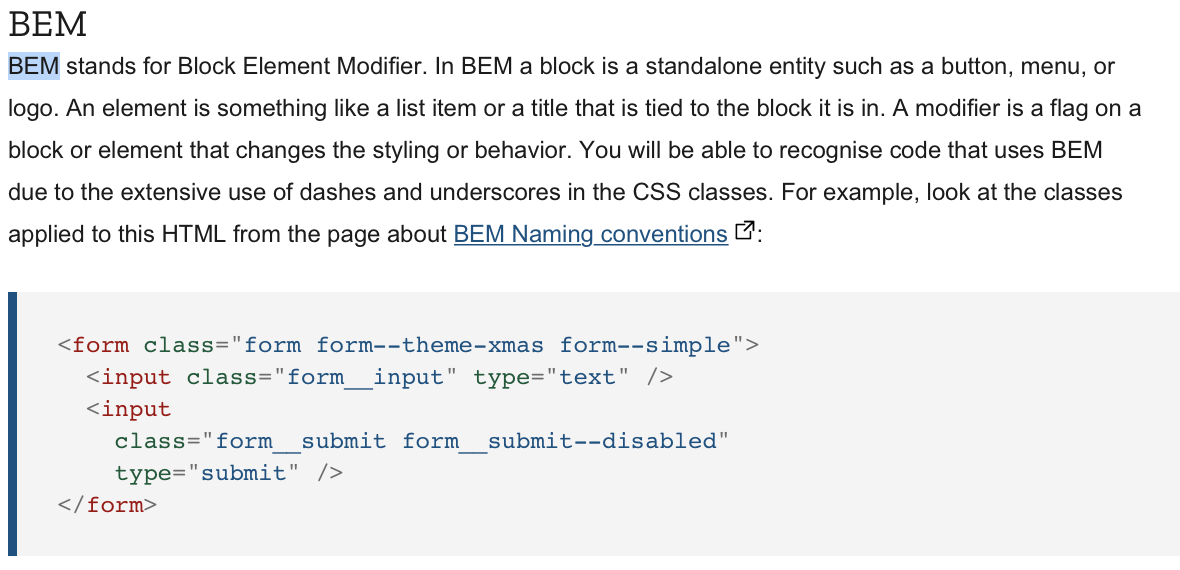 BEM
BEM stands for Block Element Modifier. In BEM a block is a standalone entity such as a button, menu, or
logo. An element is something like a list item or a title that is tied to the block it is in. A modifier is a flag on a
block or element that changes the styling or behavior. You will be able to recognise code that uses BEM
due to the extensive use of dashes and underscores in the CSS classes. For example, look at the classes
applied to this HTML from the page about BEM Naming conventions:
<form class="form form--theme-xmas form--simple">
  <input class="form__input" type="text" />
  <input
    class="form__submit form__submit--disabled"
    type="submit" />
</form>